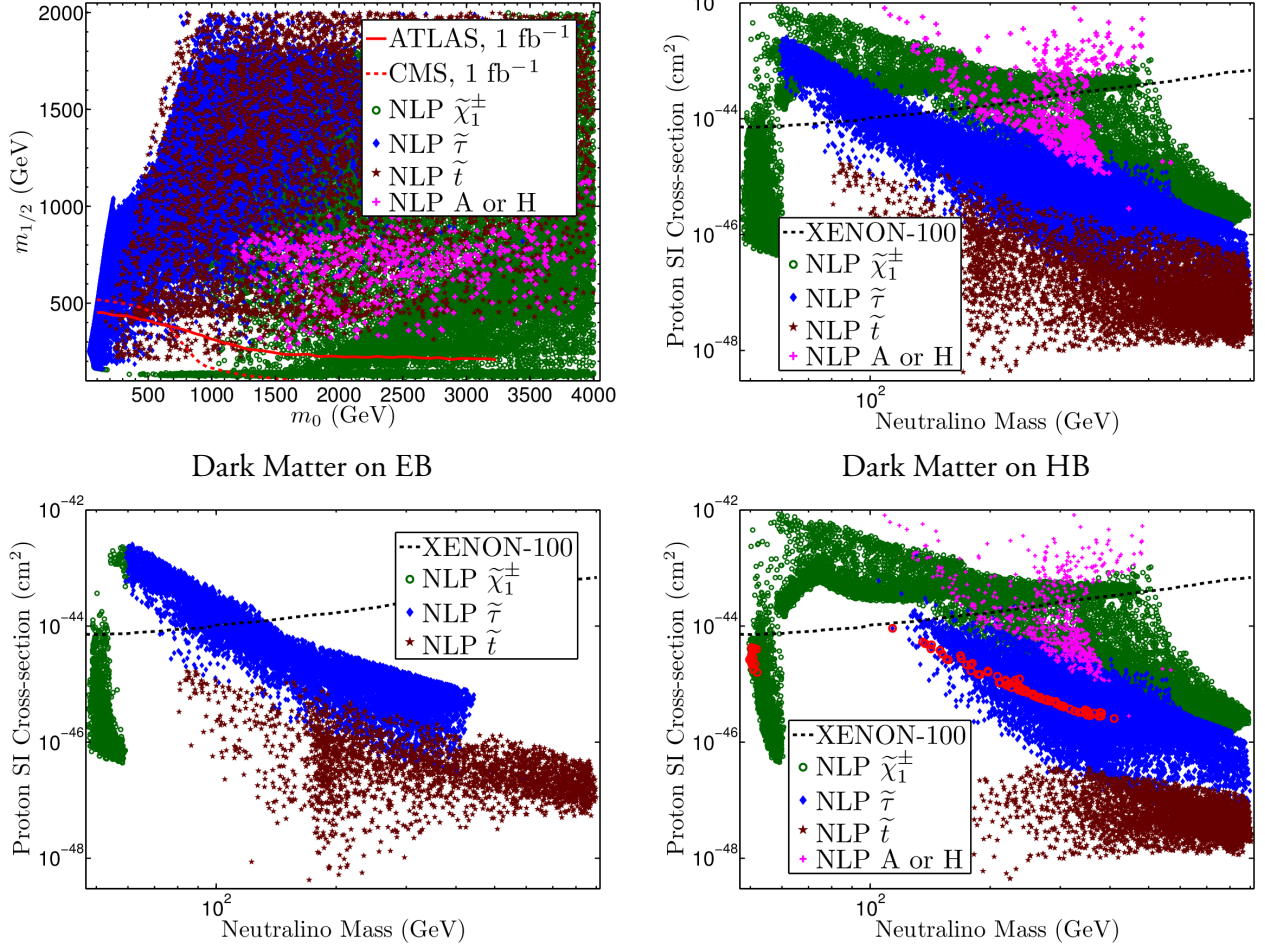 2000
1500
1000
500
m₁/₂ (GeV)
ATLAS, 1 fb⁻¹
CMS, 1 fb⁻¹
NLP χ̃₁^±
NLP τ̃
NLP t̃
NLP A or H
500 1000 1500 2000 2500 3000 3500 4000
m₀ (GeV)
10
10⁻⁴⁴
10⁻⁴⁶
10⁻⁴⁸
Proton SI Cross-section (cm²)
XENON-100
NLP χ̃₁^±
NLP τ̃
NLP t̃
NLP A or H
10²
Neutralino Mass (GeV)
Dark Matter on EB
10⁻⁴²
10⁻⁴⁴
10⁻⁴⁶
10⁻⁴⁸
Proton SI Cross-section (cm²)
XENON-100
NLP χ̃₁^±
NLP τ̃
NLP t̃
10²
Neutralino Mass (GeV)
Dark Matter on HB
10⁻⁴²
10⁻⁴⁴
10⁻⁴⁶
10⁻⁴⁸
Proton SI Cross-section (cm²)
XENON-100
NLP χ̃₁^±
NLP τ̃
NLP t̃
NLP A or H
10²
Neutralino Mass (GeV)